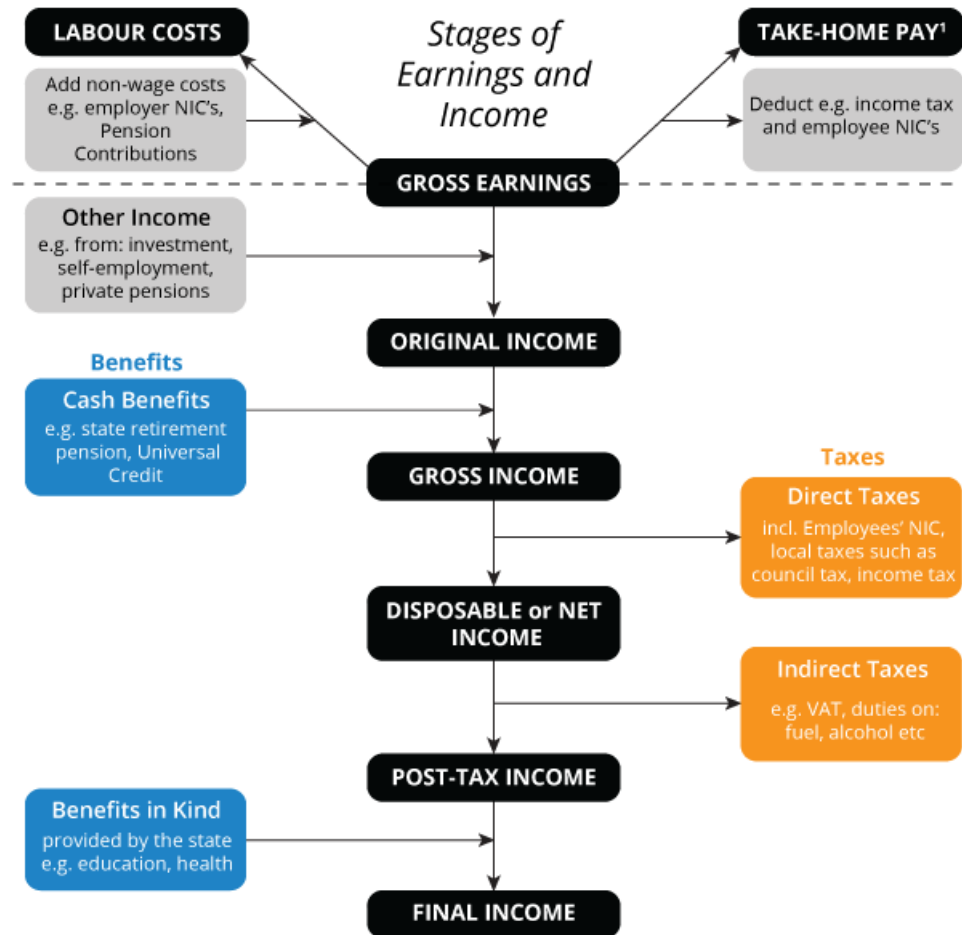 LABOUR COSTS
Stages of
Earnings and
Income
TAKE-HOME PAY¹
Add non-wage costs
e.g. employer NIC's,
Pension
Contributions
Deduct e.g. income tax
and employee NIC's
GROSS EARNINGS
Other Income
e.g. from: investment,
self-employment,
private pensions
ORIGINAL INCOME
Benefits
Cash Benefits
e.g. state retirement
pension, Universal
Credit
GROSS INCOME
Taxes
Direct Taxes
incl. Employees' NIC,
local taxes such as
council tax, income tax
DISPOSABLE or NET
INCOME
Indirect Taxes
e.g. VAT, duties on:
fuel, alcohol etc
POST-TAX INCOME
Benefits in Kind
provided by the state
e.g. education, health
FINAL INCOME